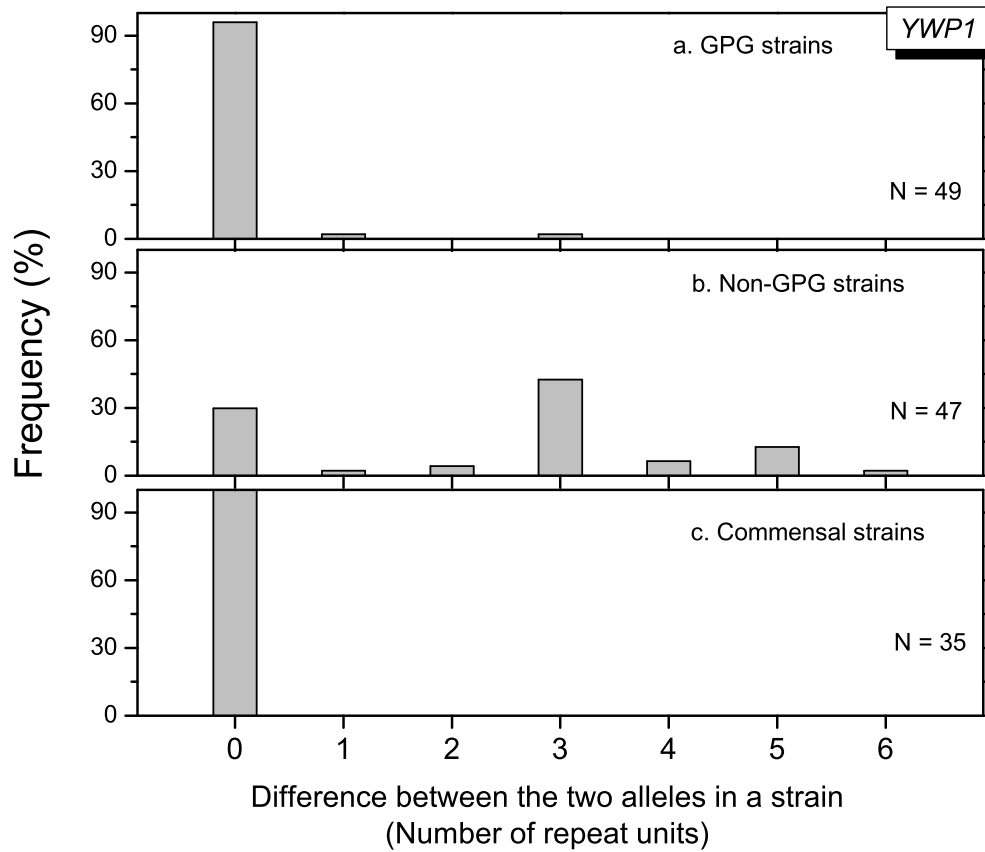 YWP1
a. GPG strains
90
60
30
0
N = 49
b. Non-GPG strains
90
60
30
0
N = 47
c. Commensal strains
90
60
30
0
N = 35
0 1 2 3 4 5 6
Frequency (%)
Difference between the two alleles in a strain
(Number of repeat units)